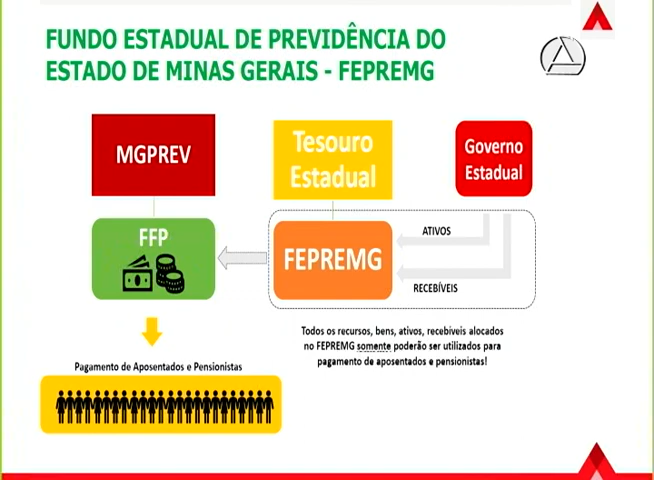 FUNDO ESTADUAL DE PREVIDÊNCIA DO
ESTADO DE MINAS GERAIS - FEPREMG
MGPREV
Tesouro
Estadual
Governo
Estadual
FFP
FEPREMG
ATIVOS
RECEBÍVEIS
Todos os recursos, bens, ativos, recebiveis alocados
no FEPREMG somente poderão ser utilizados para
pagamento de aposentados e pensionistas!
Pagamento de Aposentados e Pensionistas